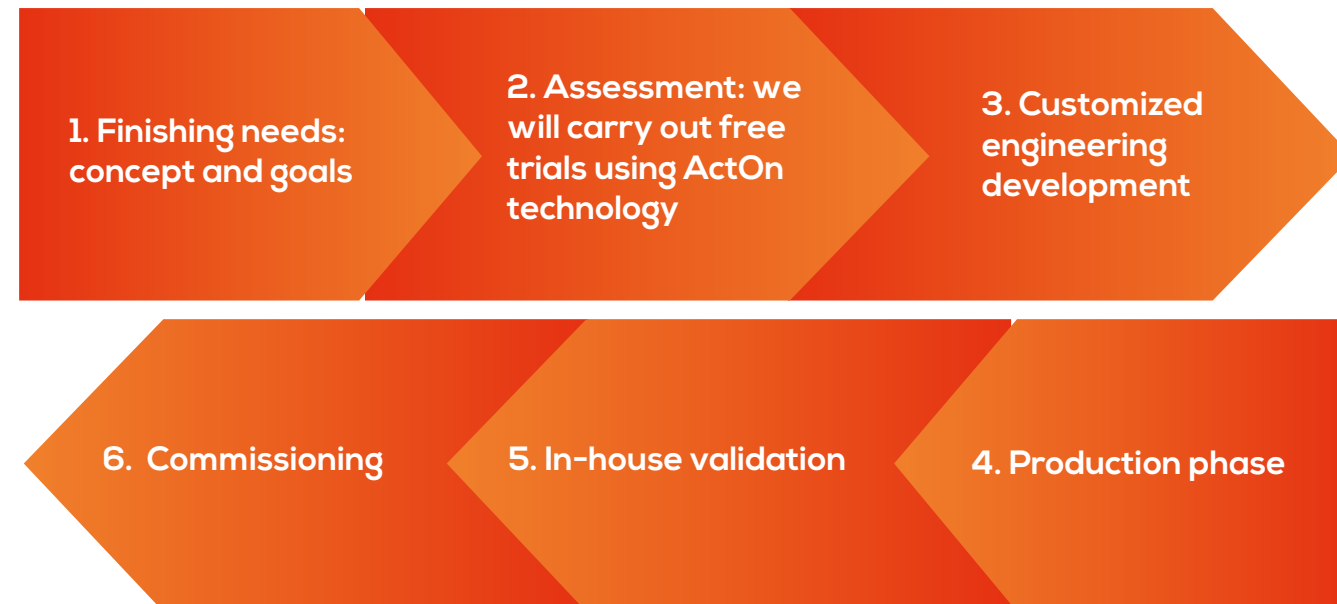 1. Finishing needs:
concept and goals
2. Assessment: we
will carry out free
trials using ActOn
technology
3. Customized
engineering
development
4. Production phase
5. In-house validation
6. Commissioning